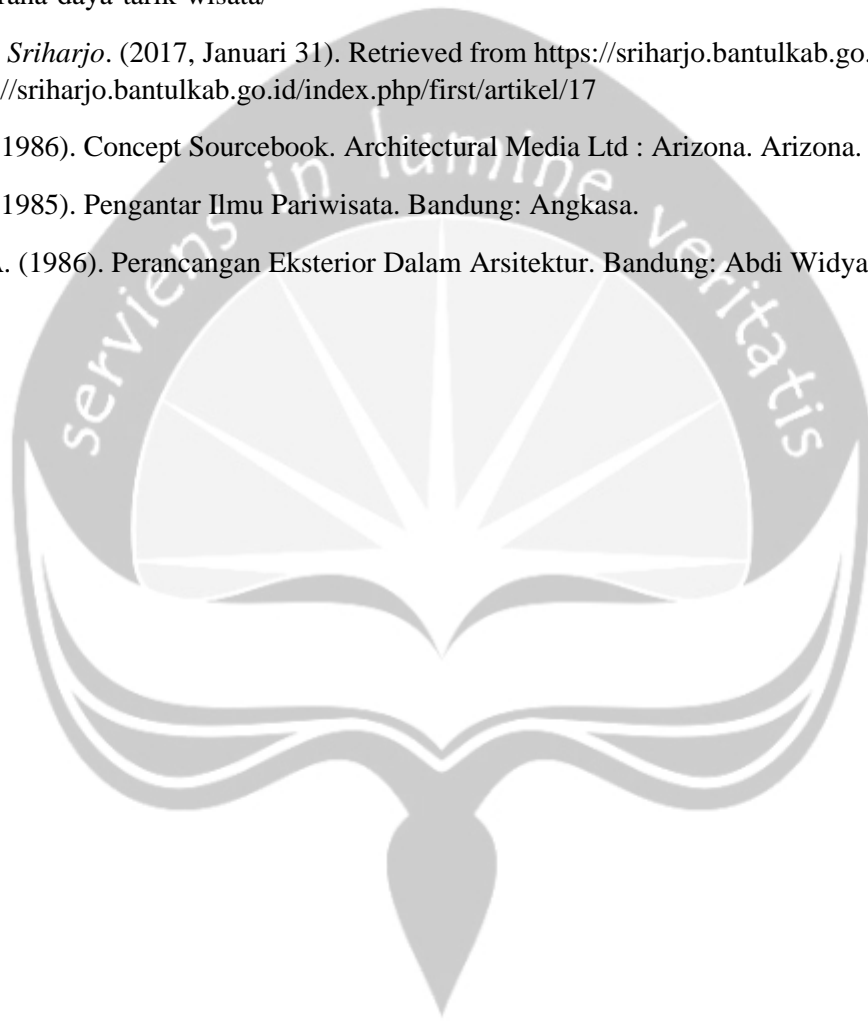 daya tarik wisata/
Sriharjo. (2017, Januari 31). Retrieved from https://sriharjo.bantulkab.go.
//sriharjo.bantulkab.go.id/index.php/first/artikel/17
1986). Concept Sourcebook. Architectural Media Ltd : Arizona. Arizona.
1985). Pengantar Ilmu Pariwisata. Bandung: Angkasa.
. (1986). Perancangan Eksterior Dalam Arsitektur. Bandung: Abdi Widya
serviens in lumine veritatis